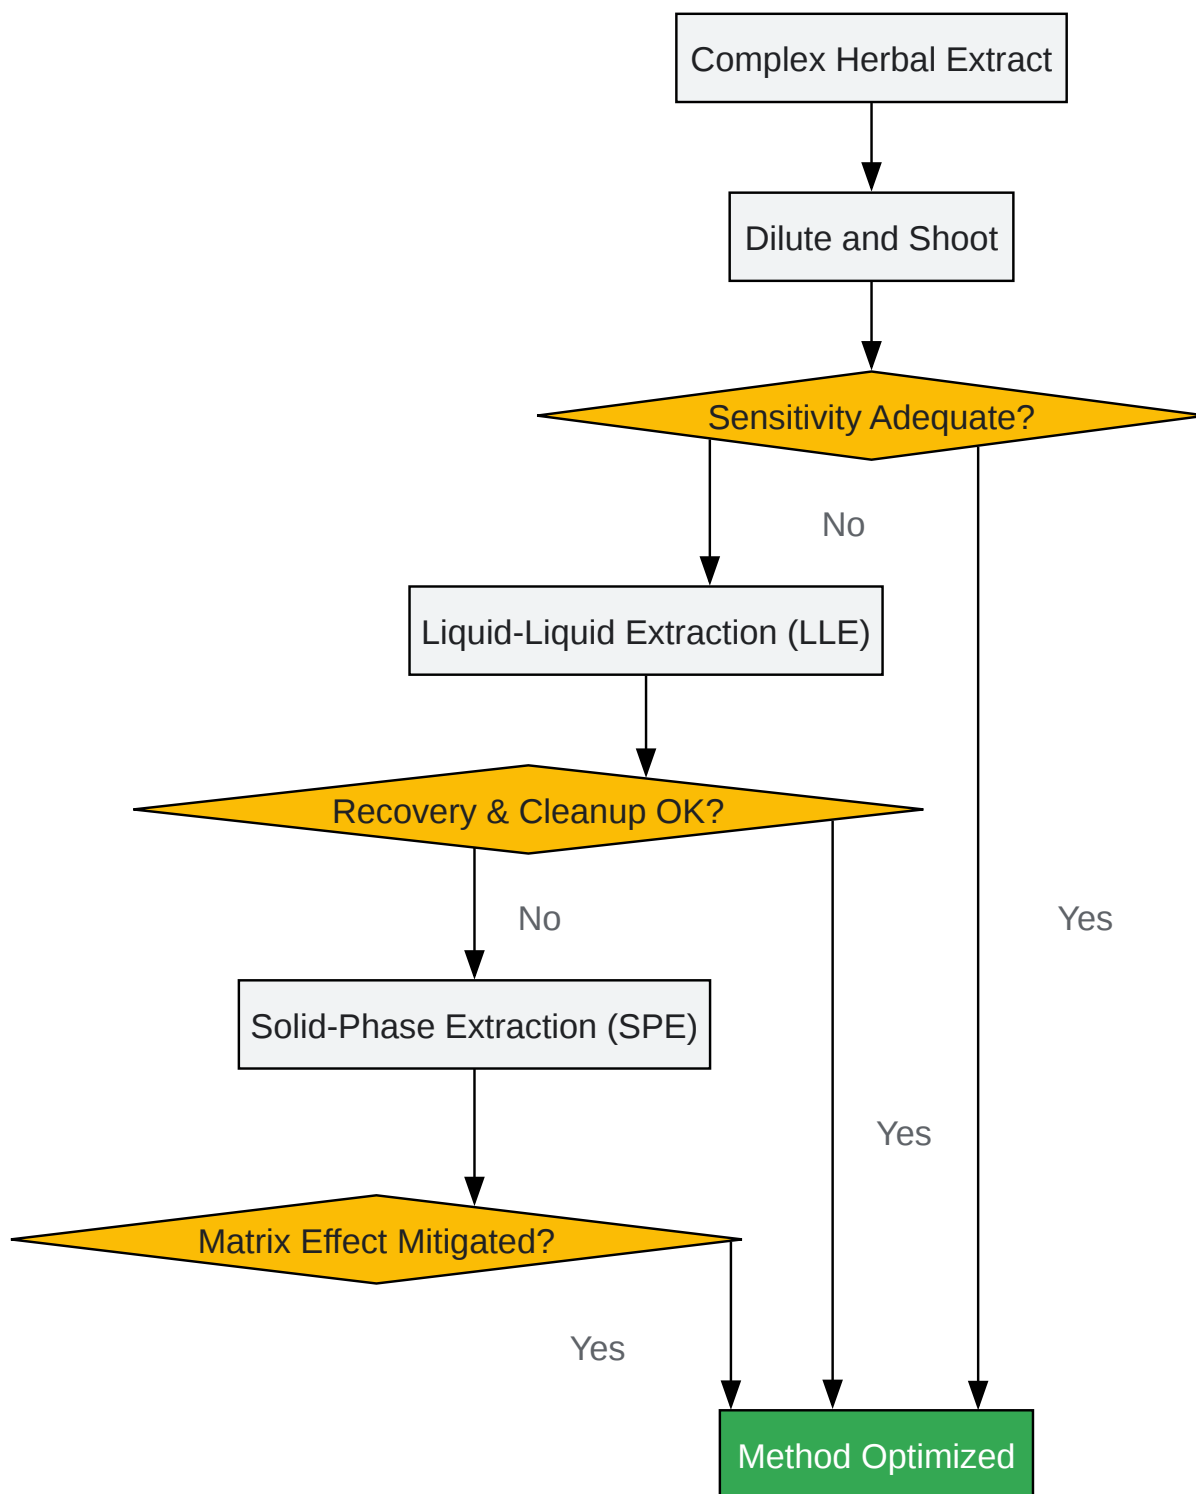 Complex Herbal Extract
Dilute and Shoot
Sensitivity Adequate?
No
Liquid-Liquid Extraction (LLE)
Recovery & Cleanup OK?
No
Yes
Solid-Phase Extraction (SPE)
Yes
Matrix Effect Mitigated?
Yes
Method Optimized